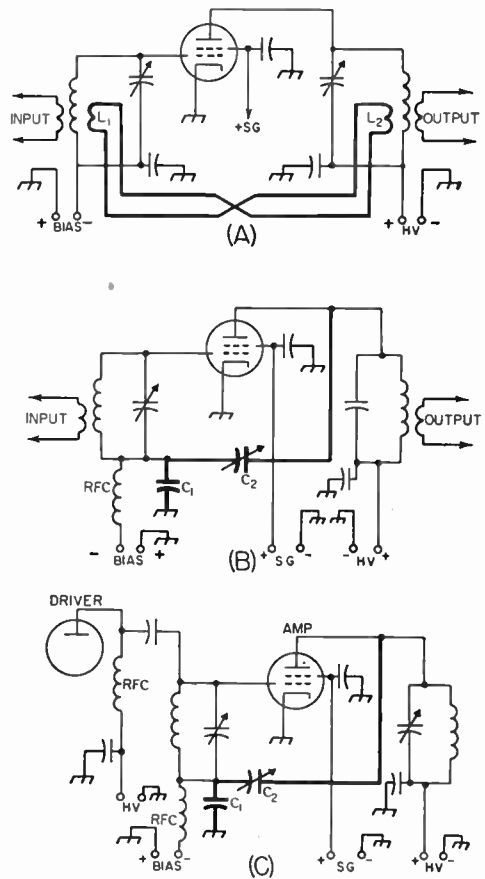 INPUT
L1
+SG
L2
OUTPUT
+ BIAS -
+ HV -
(A)
INPUT
OUTPUT
RFC
C1
C2
- BIAS +
+ SG -
- HV +
(B)
DRIVER
AMP
RFC
HV
RFC
C1
C2
+ BIAS -
+ SG -
+ HV -
(C)